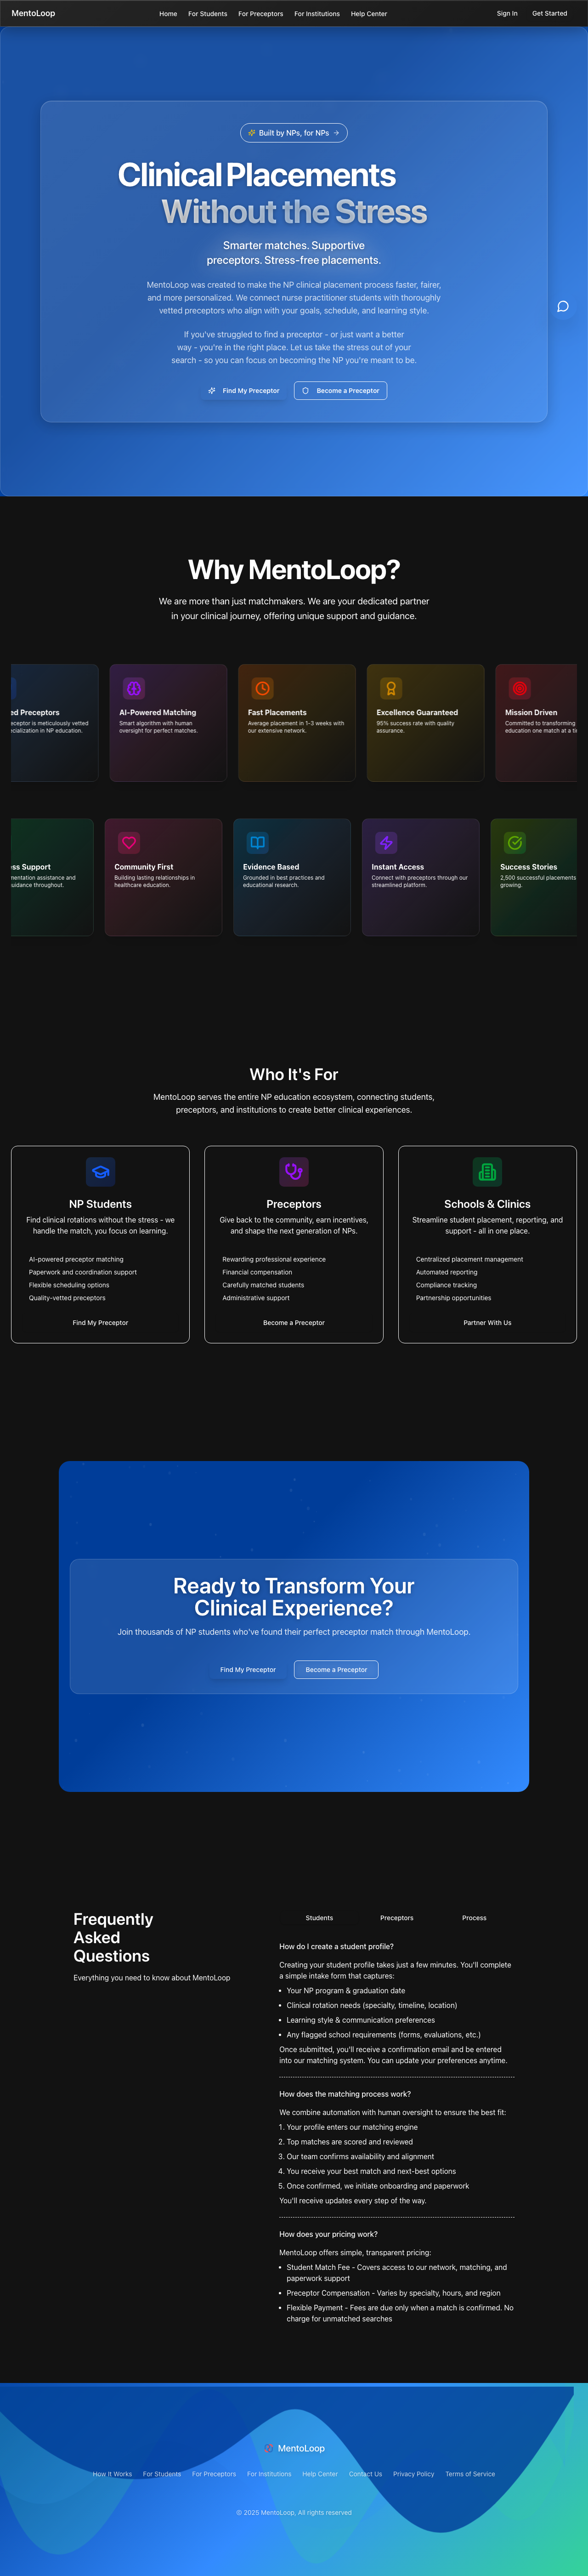 MentoLoop
Home For Students For Preceptors For Institutions Help Center
Sign In Get Started
Built by NPs, for NPs
Clinical Placements
Without the Stress
Smarter matches. Supportive
preceptors. Stress-free placements.
MentoLoop was created to make the NP clinical placement process faster, fairer,
and more personalized. We connect nurse practitioner students with thoroughly
vetted preceptors who align with your goals, schedule, and learning style.
If you've struggled to find a preceptor - or just want a better
way - you're in the right place. Let us take the stress out of your
search - so you can focus on becoming the NP you're meant to be.
Find My Preceptor Become a Preceptor
Why MentoLoop?
We are more than just matchmakers. We are your dedicated partner
in your clinical journey, offering unique support and guidance.
ed Preceptors
eceptor is meticulously vetted
ecialization in NP education.
AI-Powered Matching
Smart algorithm with human
oversight for perfect matches.
Fast Placements
Average placement in 1-3 weeks with
our extensive network.
Excellence Guaranteed
95% success rate with quality
assurance.
Mission Driven
Committed to transforming
education one match at a ti
ss Support
mentation assistance and
uidance throughout.
Community First
Building lasting relationships in
healthcare education.
Evidence Based
Grounded in best practices and
educational research.
Instant Access
Connect with preceptors through our
streamlined platform.
Success Stories
2,500 successful placements
growing.
Who It's For
MentoLoop serves the entire NP education ecosystem, connecting students,
preceptors, and institutions to create better clinical experiences.
NP Students
Find clinical rotations without the stress - we
handle the match, you focus on learning.
AI-powered preceptor matching
Paperwork and coordination support
Flexible scheduling options
Quality-vetted preceptors
Find My Preceptor
Preceptors
Give back to the community, earn incentives,
and shape the next generation of NPs.
Rewarding professional experience
Financial compensation
Carefully matched students
Administrative support
Become a Preceptor
Schools & Clinics
Streamline student placement, reporting, and
support - all in one place.
Centralized placement management
Automated reporting
Compliance tracking
Partnership opportunities
Partner With Us
Ready to Transform Your
Clinical Experience?
Join thousands of NP students who've found their perfect preceptor match through MentoLoop.
Find My Preceptor Become a Preceptor
Frequently
Asked
Questions
Everything you need to know about MentoLoop
Students Preceptors Process
How do I create a student profile?
Creating your student profile takes just a few minutes. You'll complete
a simple intake form that captures:
• Your NP program & graduation date
• Clinical rotation needs (specialty, timeline, location)
• Learning style & communication preferences
• Any flagged school requirements (forms, evaluations, etc.)
Once submitted, you'll receive a confirmation email and be entered
into our matching system. You can update your preferences anytime.
How does the matching process work?
We combine automation with human oversight to ensure the best fit:
1. Your profile enters our matching engine
2. Top matches are scored and reviewed
3. Our team confirms availability and alignment
4. You receive your best match and next-best options
5. Once confirmed, we initiate onboarding and paperwork
You'll receive updates every step of the way.
How does your pricing work?
MentoLoop offers simple, transparent pricing:
• Student Match Fee - Covers access to our network, matching, and
paperwork support
• Preceptor Compensation - Varies by specialty, hours, and region
• Flexible Payment - Fees are due only when a match is confirmed. No
charge for unmatched searches
MentoLoop
How It Works For Students For Preceptors For Institutions Help Center Contact Us Privacy Policy Terms of Service
© 2025 MentoLoop, All rights reserved